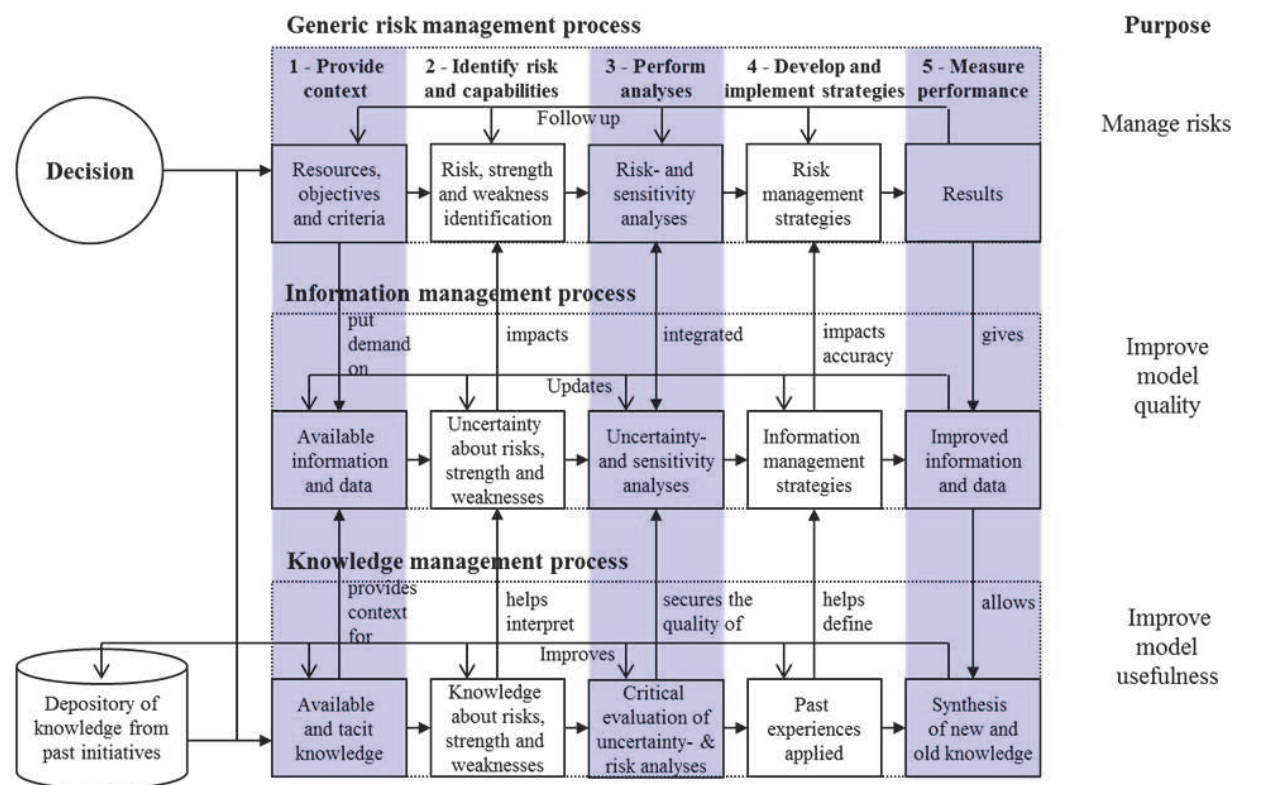 Generic risk management process
Purpose
1 - Provide
context
2 - Identify risk
and capabilities
3 - Perform
analyses
4 - Develop and
implement strategies
5 - Measure
performance
Follow up
Manage risks
Decision
Resources,
objectives
and criteria
Risk, strength
and weakness
identification
Risk- and
sensitivity
analyses
Risk
management
strategies
Results
Information management process
put
demand
on
impacts
integrated
impacts
accuracy
gives
Improve
model
quality
Updates
Available
information
and data
Uncertainty
about risks,
strength and
weaknesses
Uncertainty-
and sensitivity
analyses
Information
management
strategies
Improved
information
and data
Knowledge management process
provides
context
for
helps
interpret
secures the
quality of
helps
define
allows
Improve
model
usefulness
Improves
Depository of
knowledge from
past initiatives
Available
and tacit
knowledge
Knowledge
about risks,
strength and
weaknesses
Critical
evaluation of
uncertainty- &
risk analyses
Past
experiences
applied
Synthesis
of new and
old knowledge